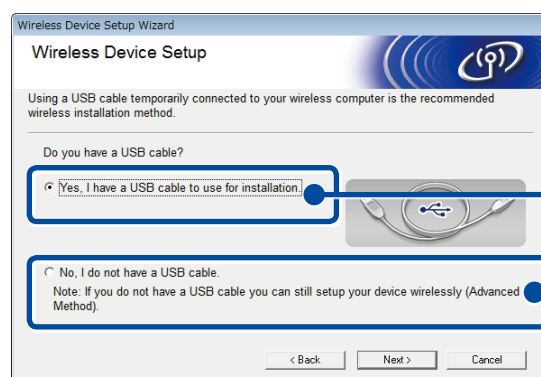 Wireless Device Setup Wizard
Wireless Device Setup
Using a USB cable temporarily connected to your wireless computer is the recommended
wireless installation method.
Do you have a USB cable?
Yes, I have a USB cable to use for installation.
No, I do not have a USB cable.
Note: If you do not have a USB cable you can still setup your device wirelessly (Advanced
Method).
< Back Next > Cancel